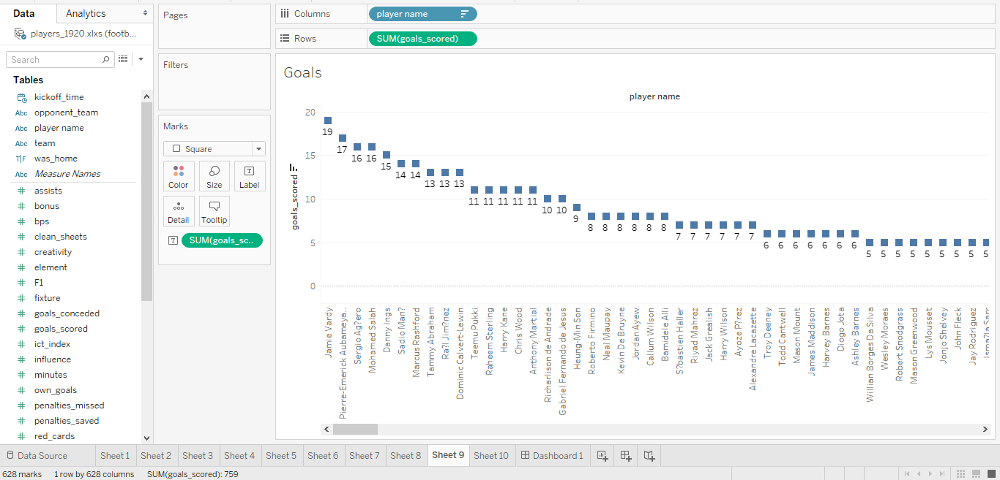 Data
Analytics
players_1920.xlxs (footb...
Search
Tables
kickoff_time
Abc opponent_team
Abc player name
Abc team
T|F was_home
Abc Measure Names
assists
bonus
bps
clean_sheets
creativity
element
F1
fixture
goals_conceded
goals_scored
ict_index
influence
minutes
own_goals
penalties_missed
penalties_saved
red_cards
Pages
Filters
Marks
Square
Color Size Label
Detail Tooltip
SUM(goals_sc..
Columns player name
Rows SUM(goals_scored)
Goals
player name
goals_scored
20
15
10
5
0
19 17 16 16 15 14 14 13 13 13 11 11 11 11 11 10 10 9 8 8 8 8 8 8 7 7 7 7 7 7 6 6 6 6 6 6 6 5 5 5 5 5 5 5 5 5
Jamie Vardy
Pierre-Emerick Aubameya..
Sergio Ag?ero
Mohamed Salah
Danny Ings
Sadio Man?
Marcus Rashford
Tammy Abraham
Ra?l Jim?nez
Dominic Calvert-Lewin
Teemu Pukki
Raheem Sterling
Harry Kane
Chris Wood
Anthony Martial
Richarlison de Andrade
Gabriel Fernando de Jesus
Heung-Min Son
Roberto Firmino
Neal Maupay
Kevin De Bruyne
Jordan Ayew
Callum Wilson
Bamidele Alli
S?bastien Haller
Riyad Mahrez
Jack Grealish
Harry Wilson
Ayoze P?rez
Alexandre Lacazette
Troy Deeney
Todd Cantwell
Mason Mount
James Maddison
Harvey Barnes
Diogo Jota
Ashley Barnes
Willian Borges Da Silva
Wesley Moraes
Robert Snodgrass
Mason Greenwood
Lys Mousset
Jonjo Shelvey
John Fleck
Jay Rodriguez
Isma?la Sarr
Data Source
Sheet 1
Sheet 2
Sheet 3
Sheet 4
Sheet 5
Sheet 6
Sheet 7
Sheet 8
Sheet 9
Sheet 10
Dashboard 1
628 marks 1 row by 628 columns SUM(goals_scored): 759